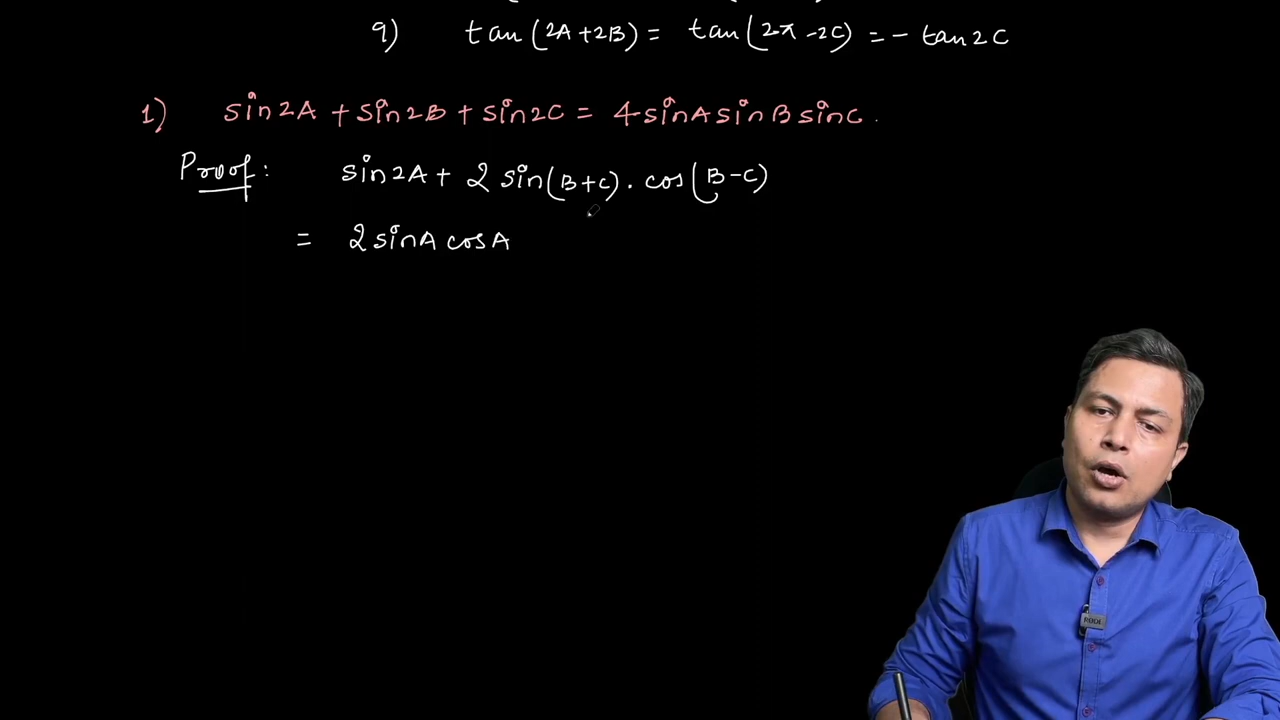 9) tan(2A+2B) = tan(2π-2C) = - tan2C
1) sin2A + sin2B + sin2C = 4sinA sinB sinC.
Proof: sin2A + 2 sin(B+C) . cos(B-C)
= 2 sinA cosA
RODE